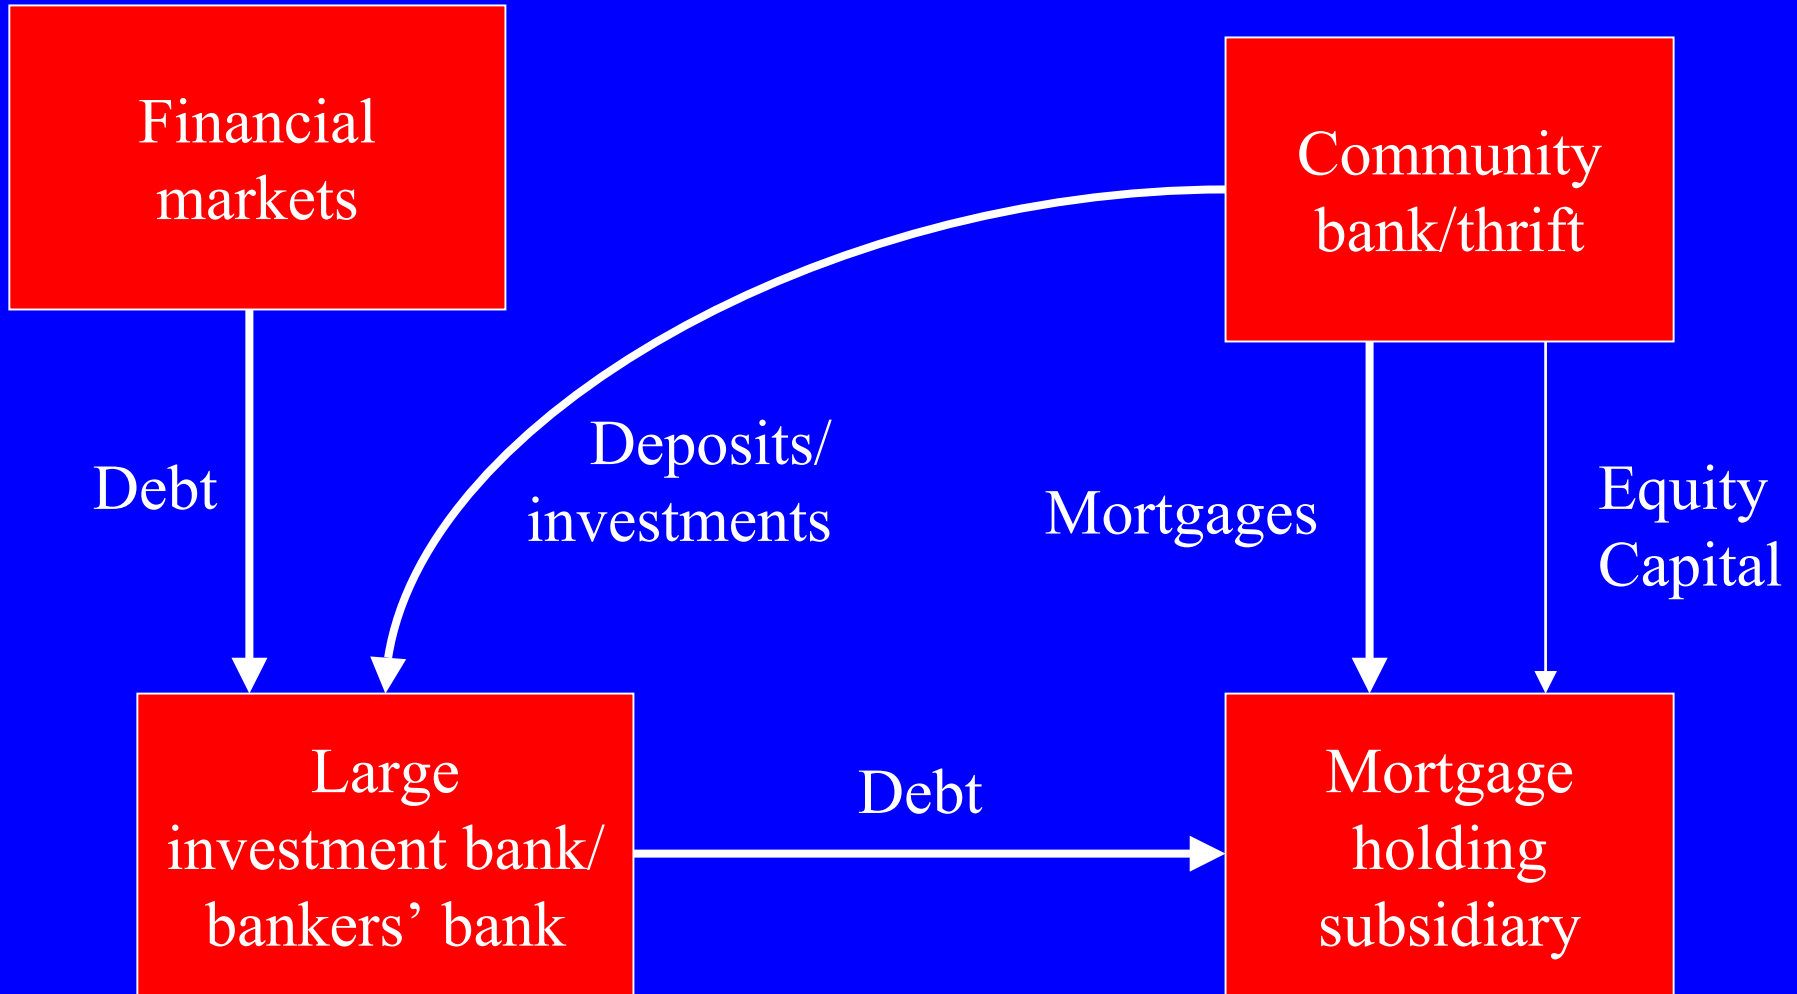 Financial
markets
Community
bank/thrift
Debt
Deposits/
investments
Mortgages
Equity
Capital
Large
investment bank/
bankers’ bank
Debt
Mortgage
holding
subsidiary